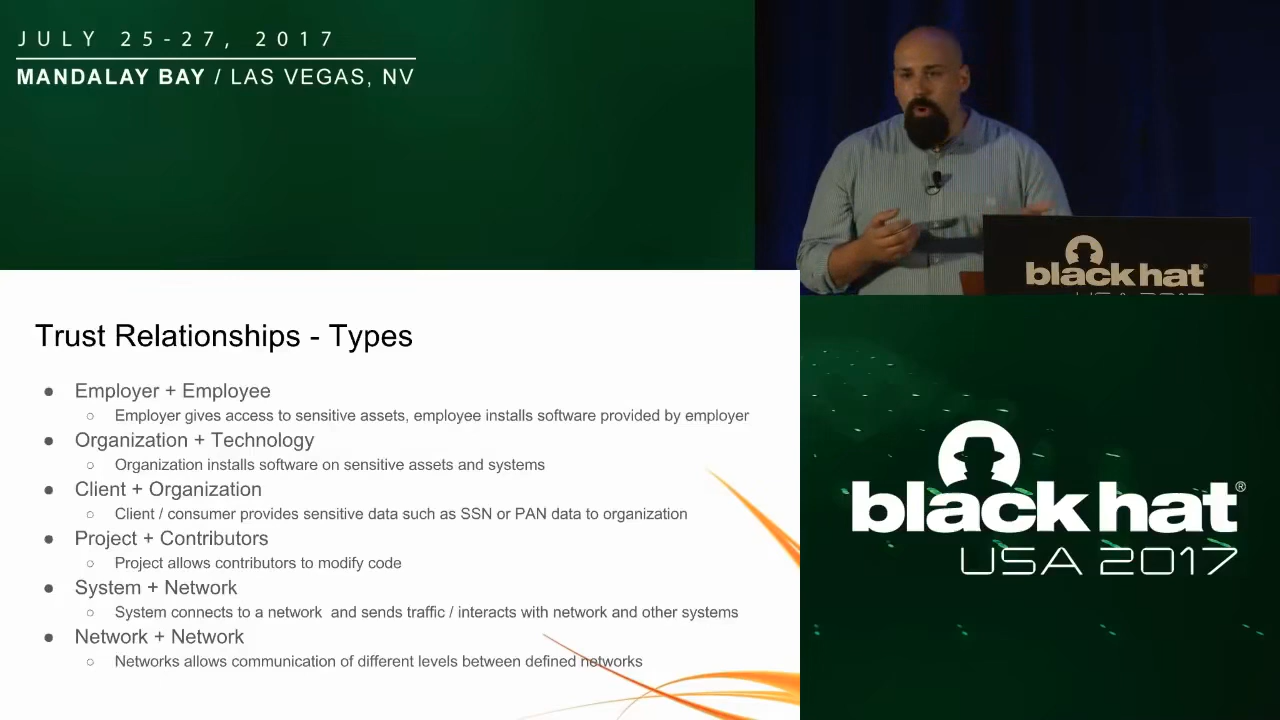 JULY 25-27, 2017
MANDALAY BAY / LAS VEGAS, NV
black hat®
USA 2017
Trust Relationships - Types
● Employer + Employee
○ Employer gives access to sensitive assets, employee installs software provided by employer
● Organization + Technology
○ Organization installs software on sensitive assets and systems
● Client + Organization
○ Client / consumer provides sensitive data such as SSN or PAN data to organization
● Project + Contributors
○ Project allows contributors to modify code
● System + Network
○ System connects to a network and sends traffic / interacts with network and other systems
● Network + Network
○ Networks allows communication of different levels between defined networks
black hat®
USA 2017